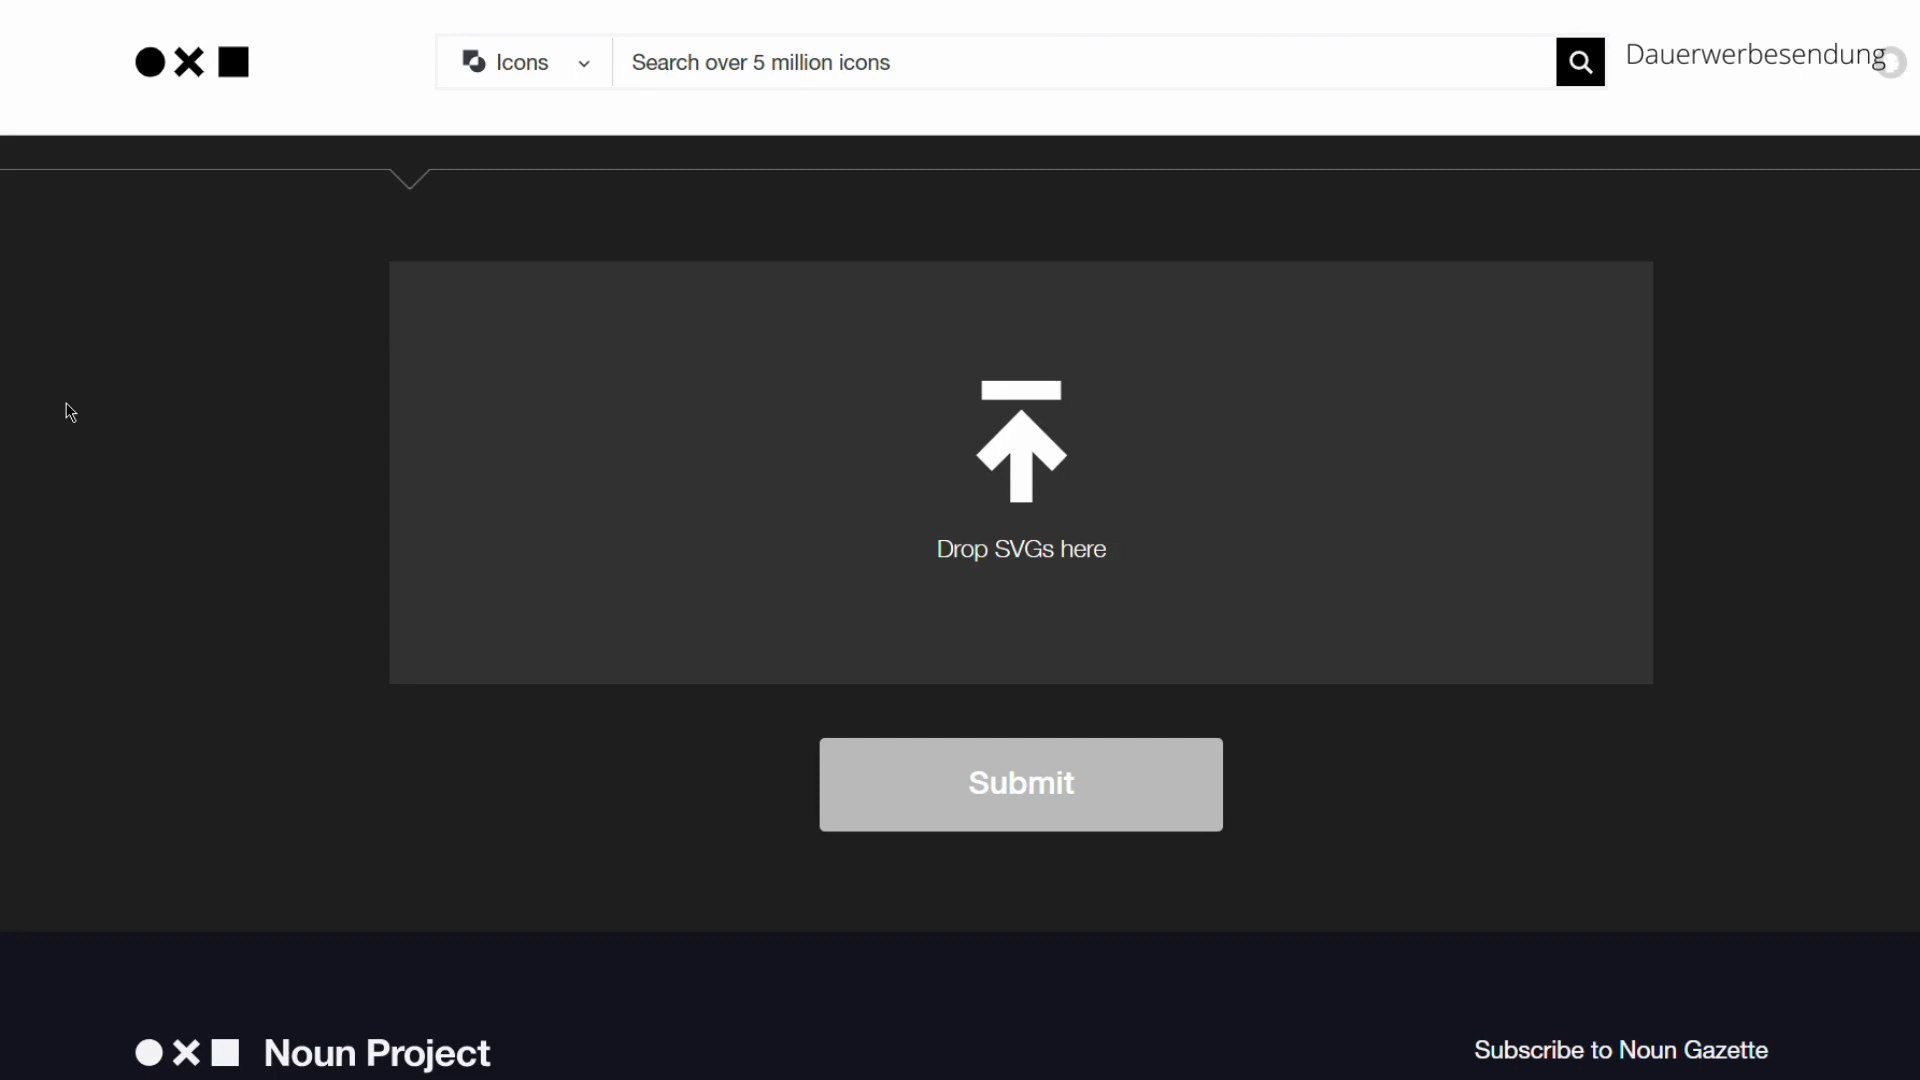 Icons
Search over 5 million icons
Dauerwerbesendung
Drop SVGs here
Submit
Noun Project
Subscribe to Noun Gazette